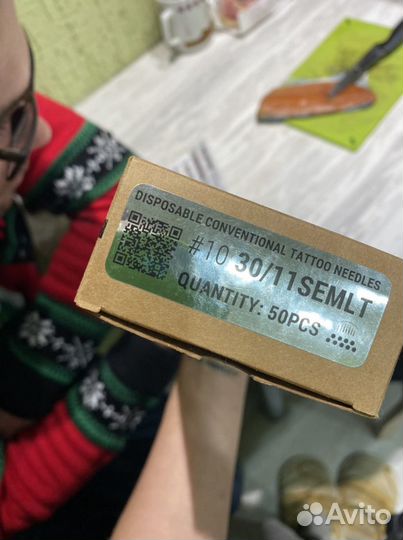 DISPOSABLE CONVENTIONAL TATTOO NEEDLES
#10 30/11SEMLT
QUANTITY: 50PCS
Avito